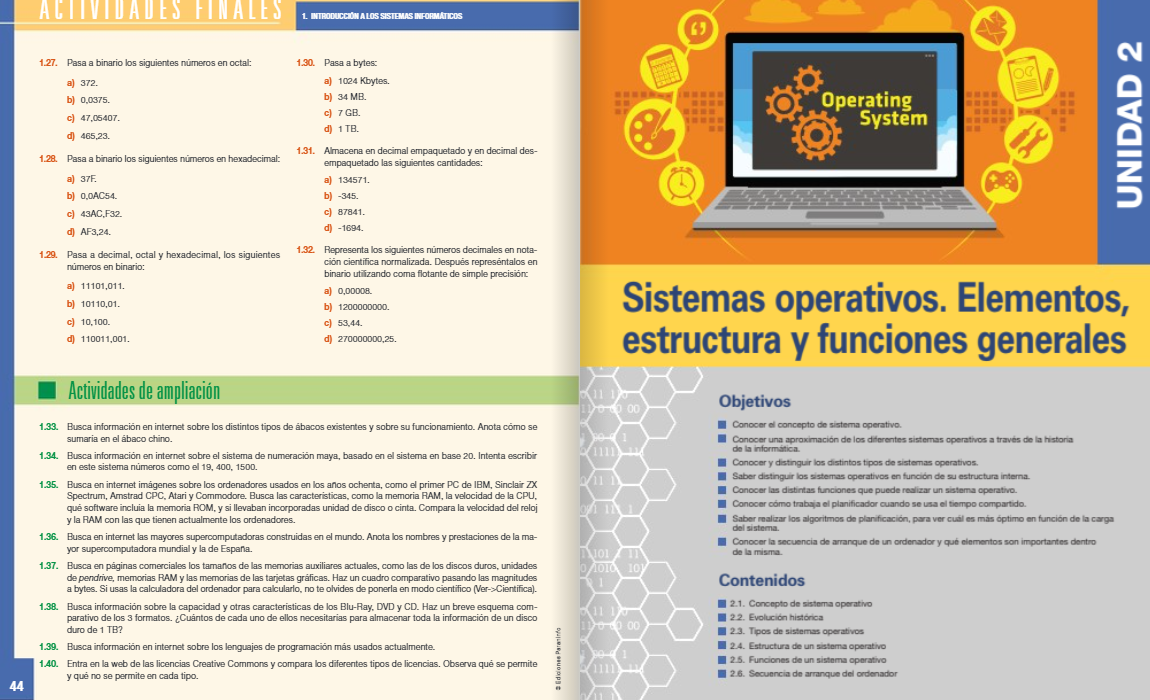 ACTIVIDADES FINALES
1. INTRODUCCIÓN A LOS SISTEMAS INFORMÁTICOS
1.27. Pasa a binario los siguientes números en octal:
a) 372.
b) 0,0375.
c) 47,05407.
d) 465,23.
1.28. Pasa a binario los siguientes números en hexadecimal:
a) 37F.
b) 0,0AC54.
c) 43AC,F32.
d) AF3,24.
1.29. Pasa a decimal, octal y hexadecimal, los siguientes
números en binario:
a) 11101,011.
b) 10110,01.
c) 10,100.
d) 110011,001.
1.30. Pasa a bytes:
a) 1024 Kbytes.
b) 34 MB.
c) 7 GB.
d) 1 TB.
1.31. Almacena en decimal empaquetado y en decimal des-
empaquetado las siguientes cantidades:
a) 134571.
b) -345.
c) 87841.
d) -1694.
1.32. Representa los siguientes números decimales en nota-
ción científica normalizada. Después represéntalos en
binario utilizando coma flotante de simple precisión:
a) 0,00008.
b) 1200000000.
c) 53,44.
d) 270000000,25.
Actividades de ampliación
1.33. Busca información en internet sobre los distintos tipos de ábacos existentes y sobre su funcionamiento. Anota cómo se
sumaria en el ábaco chino.
1.34. Busca información en internet sobre el sistema de numeración maya, basado en el sistema en base 20. Intenta escribir
en este sistema números como el 19, 400, 1500.
1.35. Busca en internet imágenes sobre los ordenadores usados en los años ochenta, como el primer PC de IBM, Sinclair ZX
Spectrum, Amstrad CPC, Atari y Commodore. Busca las características, como la memoria RAM, la velocidad de la CPU,
qué software incluía la memoria ROM, y si llevaban incorporadas unidad de disco o cinta. Compara la velocidad del reloj
y la RAM con las que tienen actualmente los ordenadores.
1.36. Busca en internet las mayores supercomputadoras construidas en el mundo. Anota los nombres y prestaciones de la ma-
yor supercomputadora mundial y la de España.
1.37. Busca en páginas comerciales los tamaños de las memorias auxiliares actuales, como las de los discos duros, unidades
de pendrive, memorias RAM y las memorias de las tarjetas gráficas. Haz un cuadro comparativo pasando las magnitudes
a bytes. Si usas la calculadora del ordenador para calcularlo, no te olvides de ponerla en modo científico (Ver->Científica).
1.38. Busca información sobre la capacidad y otras características de los Blu-Ray, DVD y CD. Haz un breve esquema com-
parativo de los 3 formatos. ¿Cuántos de cada uno de ellos necesitarias para almacenar toda la información de un disco
duro de 1 TB?
1.39. Busca información en internet sobre los lenguajes de programación más usados actualmente.
1.40. Entra en la web de las licencias Creative Commons y compara los diferentes tipos de licencias. Observa qué se permite
y qué no se permite en cada tipo.
© Ediciones Paraninfo
44
Operating
System
UNIDAD 2
Sistemas operativos. Elementos,
estructura y funciones generales
Objetivos
Conocer el concepto de sistema operativo.
Conocer una aproximación de los diferentes sistemas operativos a través de la historia
de la informática.
Conocer y distinguir los distintos tipos de sistemas operativos.
Saber distinguir los sistemas operativos en función de su estructura interna.
Conocer las distintas funciones que puede realizar un sistema operativo.
Conocer cómo trabaja el planificador cuando se usa el tiempo compartido.
Saber realizar los algoritmos de planificación, para ver cuál es más óptimo en función de la carga
del sistema.
Conocer la secuencia de arranque de un ordenador y qué elementos son importantes dentro
de la misma.
Contenidos
2.1. Concepto de sistema operativo
2.2. Evolución histórica
2.3. Tipos de sistemas operativos
2.4. Estructura de un sistema operativo
2.5. Funciones de un sistema operativo
2.6. Secuencia de arranque del ordenador